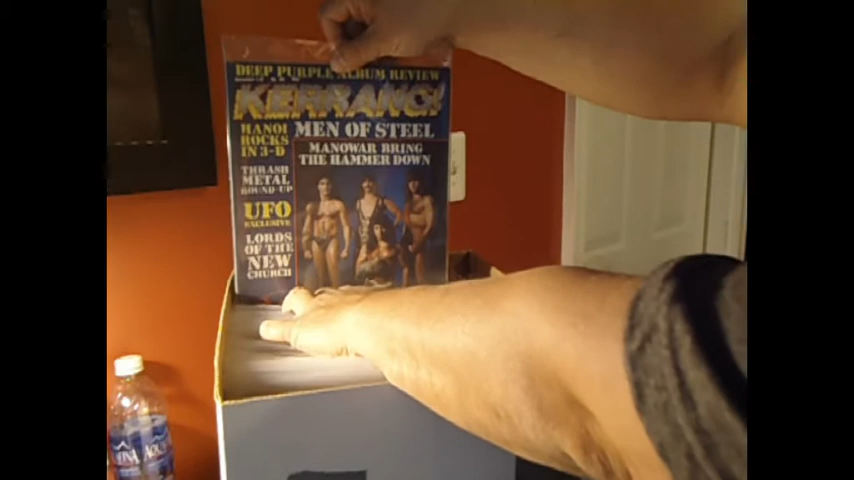 DEEP PURPLE ALBUM REVIEW
KERRANG!
HANOI
ROCKS
IN 3-D
MEN OF STEEL
MANOWAR BRING
THE HAMMER DOWN
THRASH
METAL
ROUND-UP
UFO
EXCLUSIVE
LORDS
OF THE
NEW
CHURCH